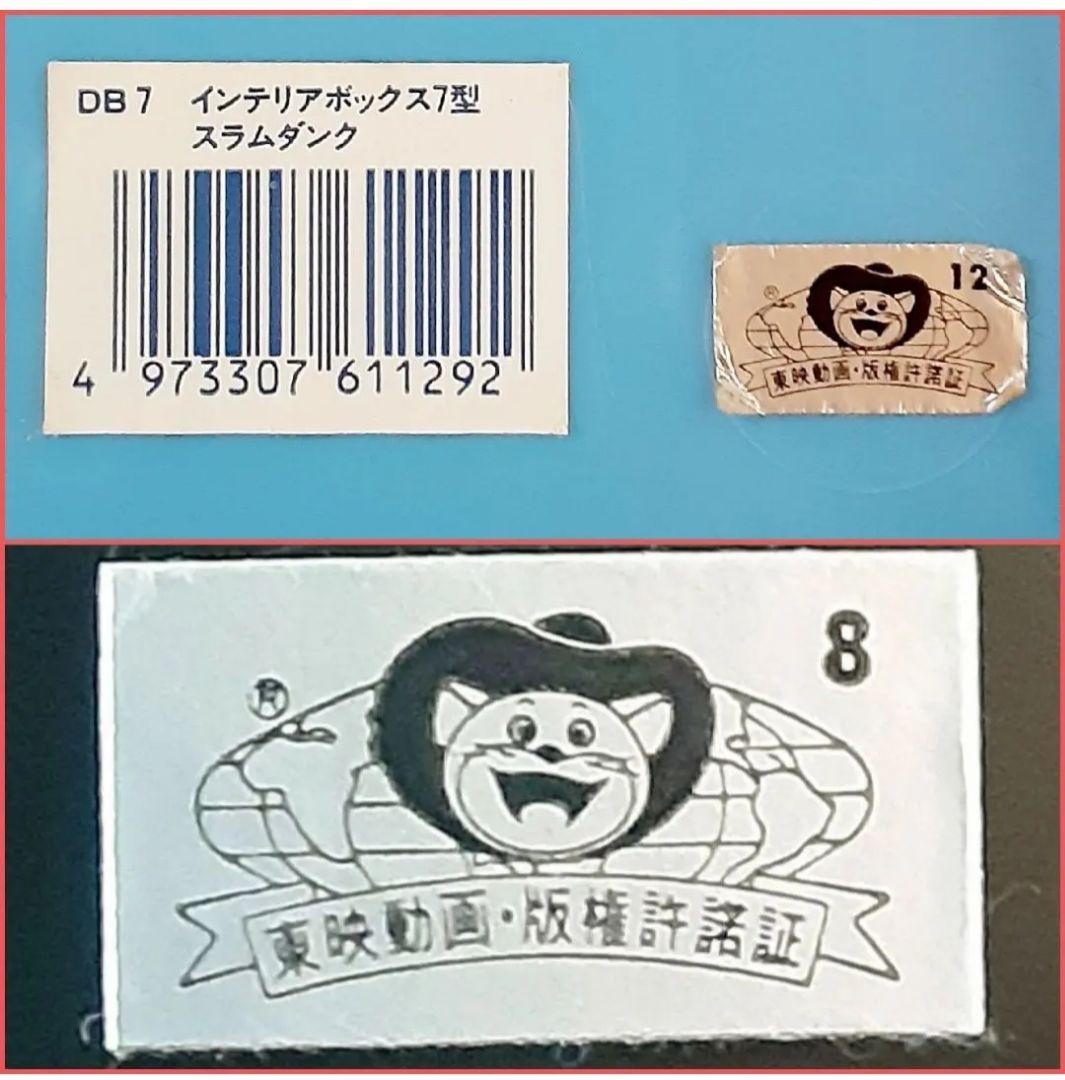 DB7 インテリアボックス7型
スラムダンク
4 973307 611292
12
®
東映動画・版権許諾証
8
®
東映動画・版権許諾証